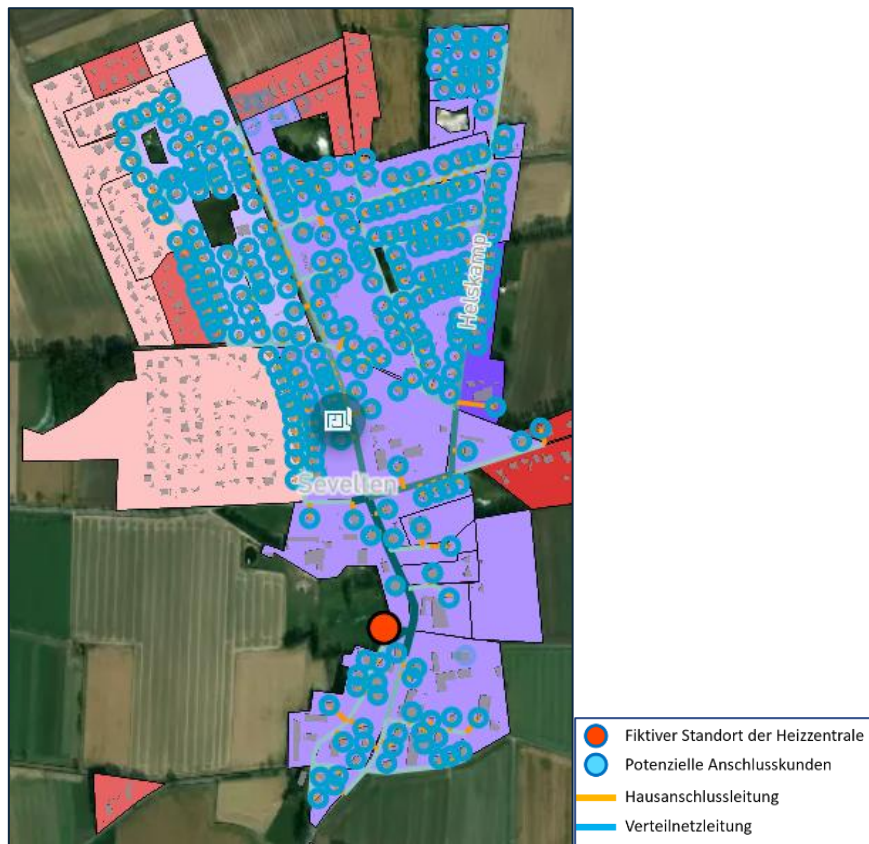 Helskamp
Sevelten
Fiktiver Standort der Heizzentrale
Potenzielle Anschlusskunden
Hausanschlussleitung
Verteilnetzleitung